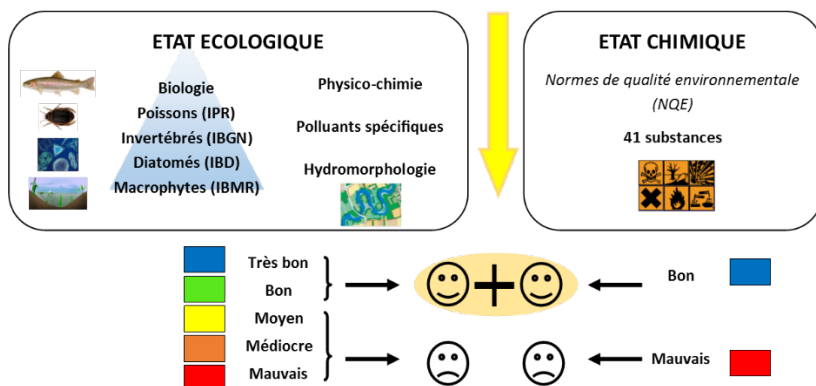 ETAT ECOLOGIQUE
Biologie
Poissons (IPR)
Invertébrés (IBGN)
Diatomés (IBD)
Macrophytes (IBMR)
Physico-chimie
Polluants spécifiques
Hydromorphologie
ETAT CHIMIQUE
Normes de qualité environnementale
(NQE)
41 substances
Très bon
Bon
Moyen
Médiocre
Mauvais
Bon
Mauvais